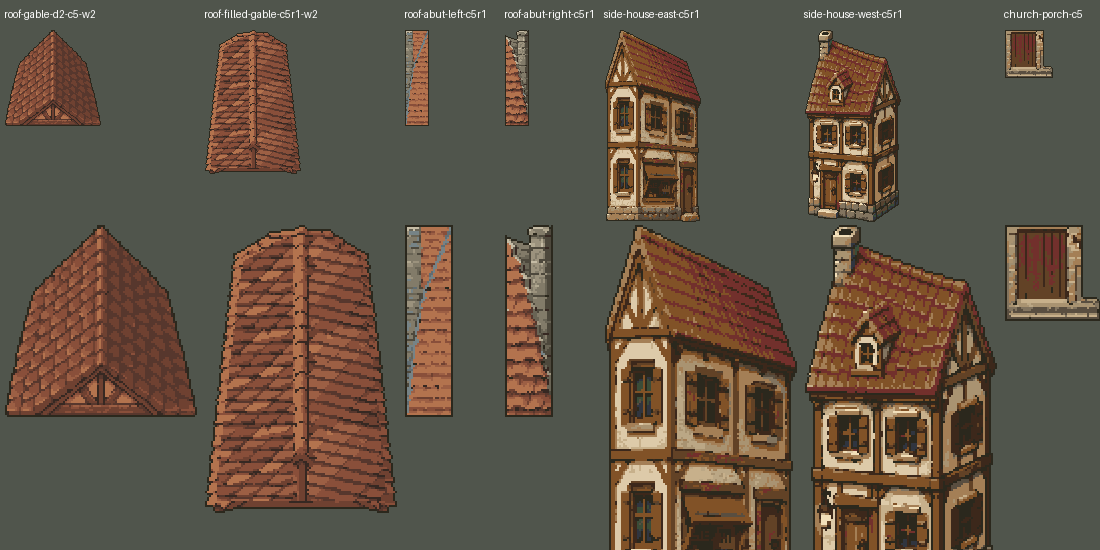 roof-gable-d2-c5-w2
roof-filled-gable-c5r1-w2
roof-abut-left-c5r1
roof-abut-right-c5r1
side-house-east-c5r1
side-house-west-c5r1
church-porch-c5